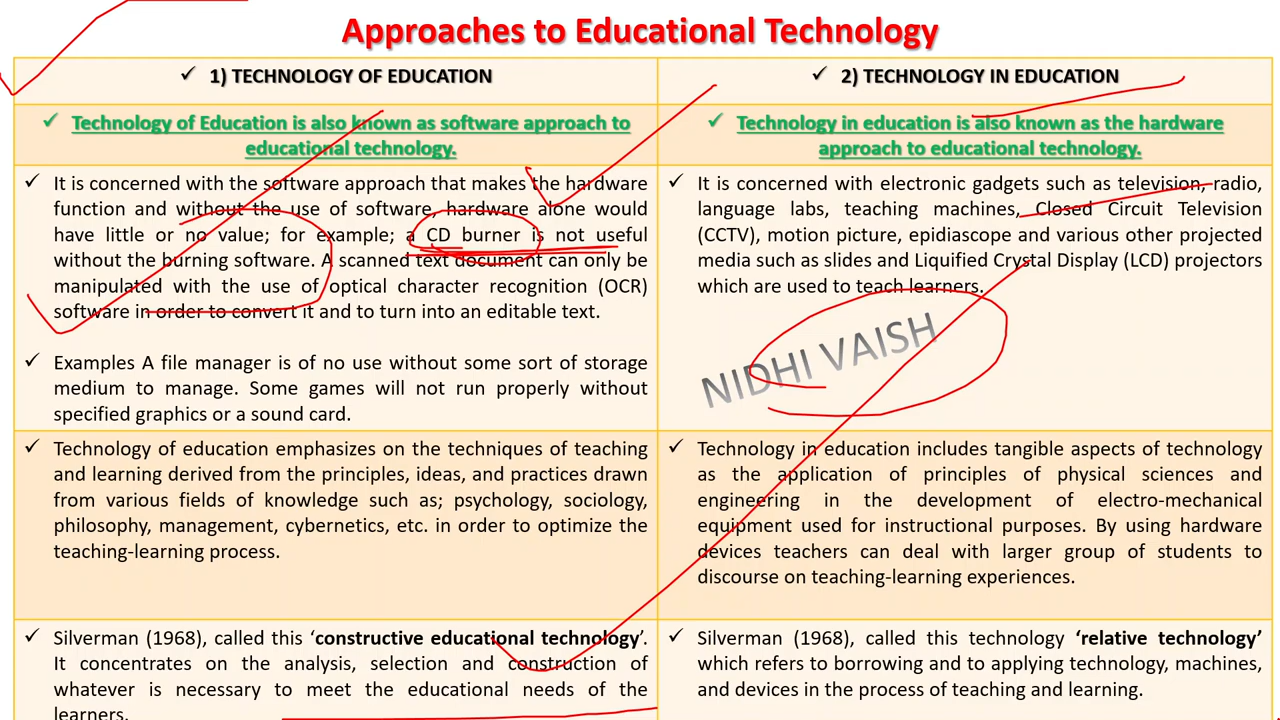 Approaches to Educational Technology
✓ 1) TECHNOLOGY OF EDUCATION
✓ Technology of Education is also known as software approach to
educational technology.
✓ It is concerned with the software approach that makes the hardware
function and without the use of software, hardware alone would
have little or no value; for example; a CD burner is not useful
without the burning software. A scanned text document can only be
manipulated with the use of optical character recognition (OCR)
software in order to convert it and to turn into an editable text.
✓ Examples A file manager is of no use without some sort of storage
medium to manage. Some games will not run properly without
specified graphics or a sound card.
✓ Technology of education emphasizes on the techniques of teaching
and learning derived from the principles, ideas, and practices drawn
from various fields of knowledge such as; psychology, sociology,
philosophy, management, cybernetics, etc. in order to optimize the
teaching-learning process.
✓ Silverman (1968), called this ‘constructive educational technology’.
It concentrates on the analysis, selection and construction of
whatever is necessary to meet the educational needs of the
learners.
✓ 2) TECHNOLOGY IN EDUCATION
✓ Technology in education is also known as the hardware
approach to educational technology.
✓ It is concerned with electronic gadgets such as television, radio,
language labs, teaching machines, Closed Circuit Television
(CCTV), motion picture, epidiascope and various other projected
media such as slides and Liquified Crystal Display (LCD) projectors
which are used to teach learners.
NIDHI VAISH
✓ Technology in education includes tangible aspects of technology
as the application of principles of physical sciences and
engineering in the development of electro-mechanical
equipment used for instructional purposes. By using hardware
devices teachers can deal with larger group of students to
discourse on teaching-learning experiences.
✓ Silverman (1968), called this technology ‘relative technology’
which refers to borrowing and to applying technology, machines,
and devices in the process of teaching and learning.